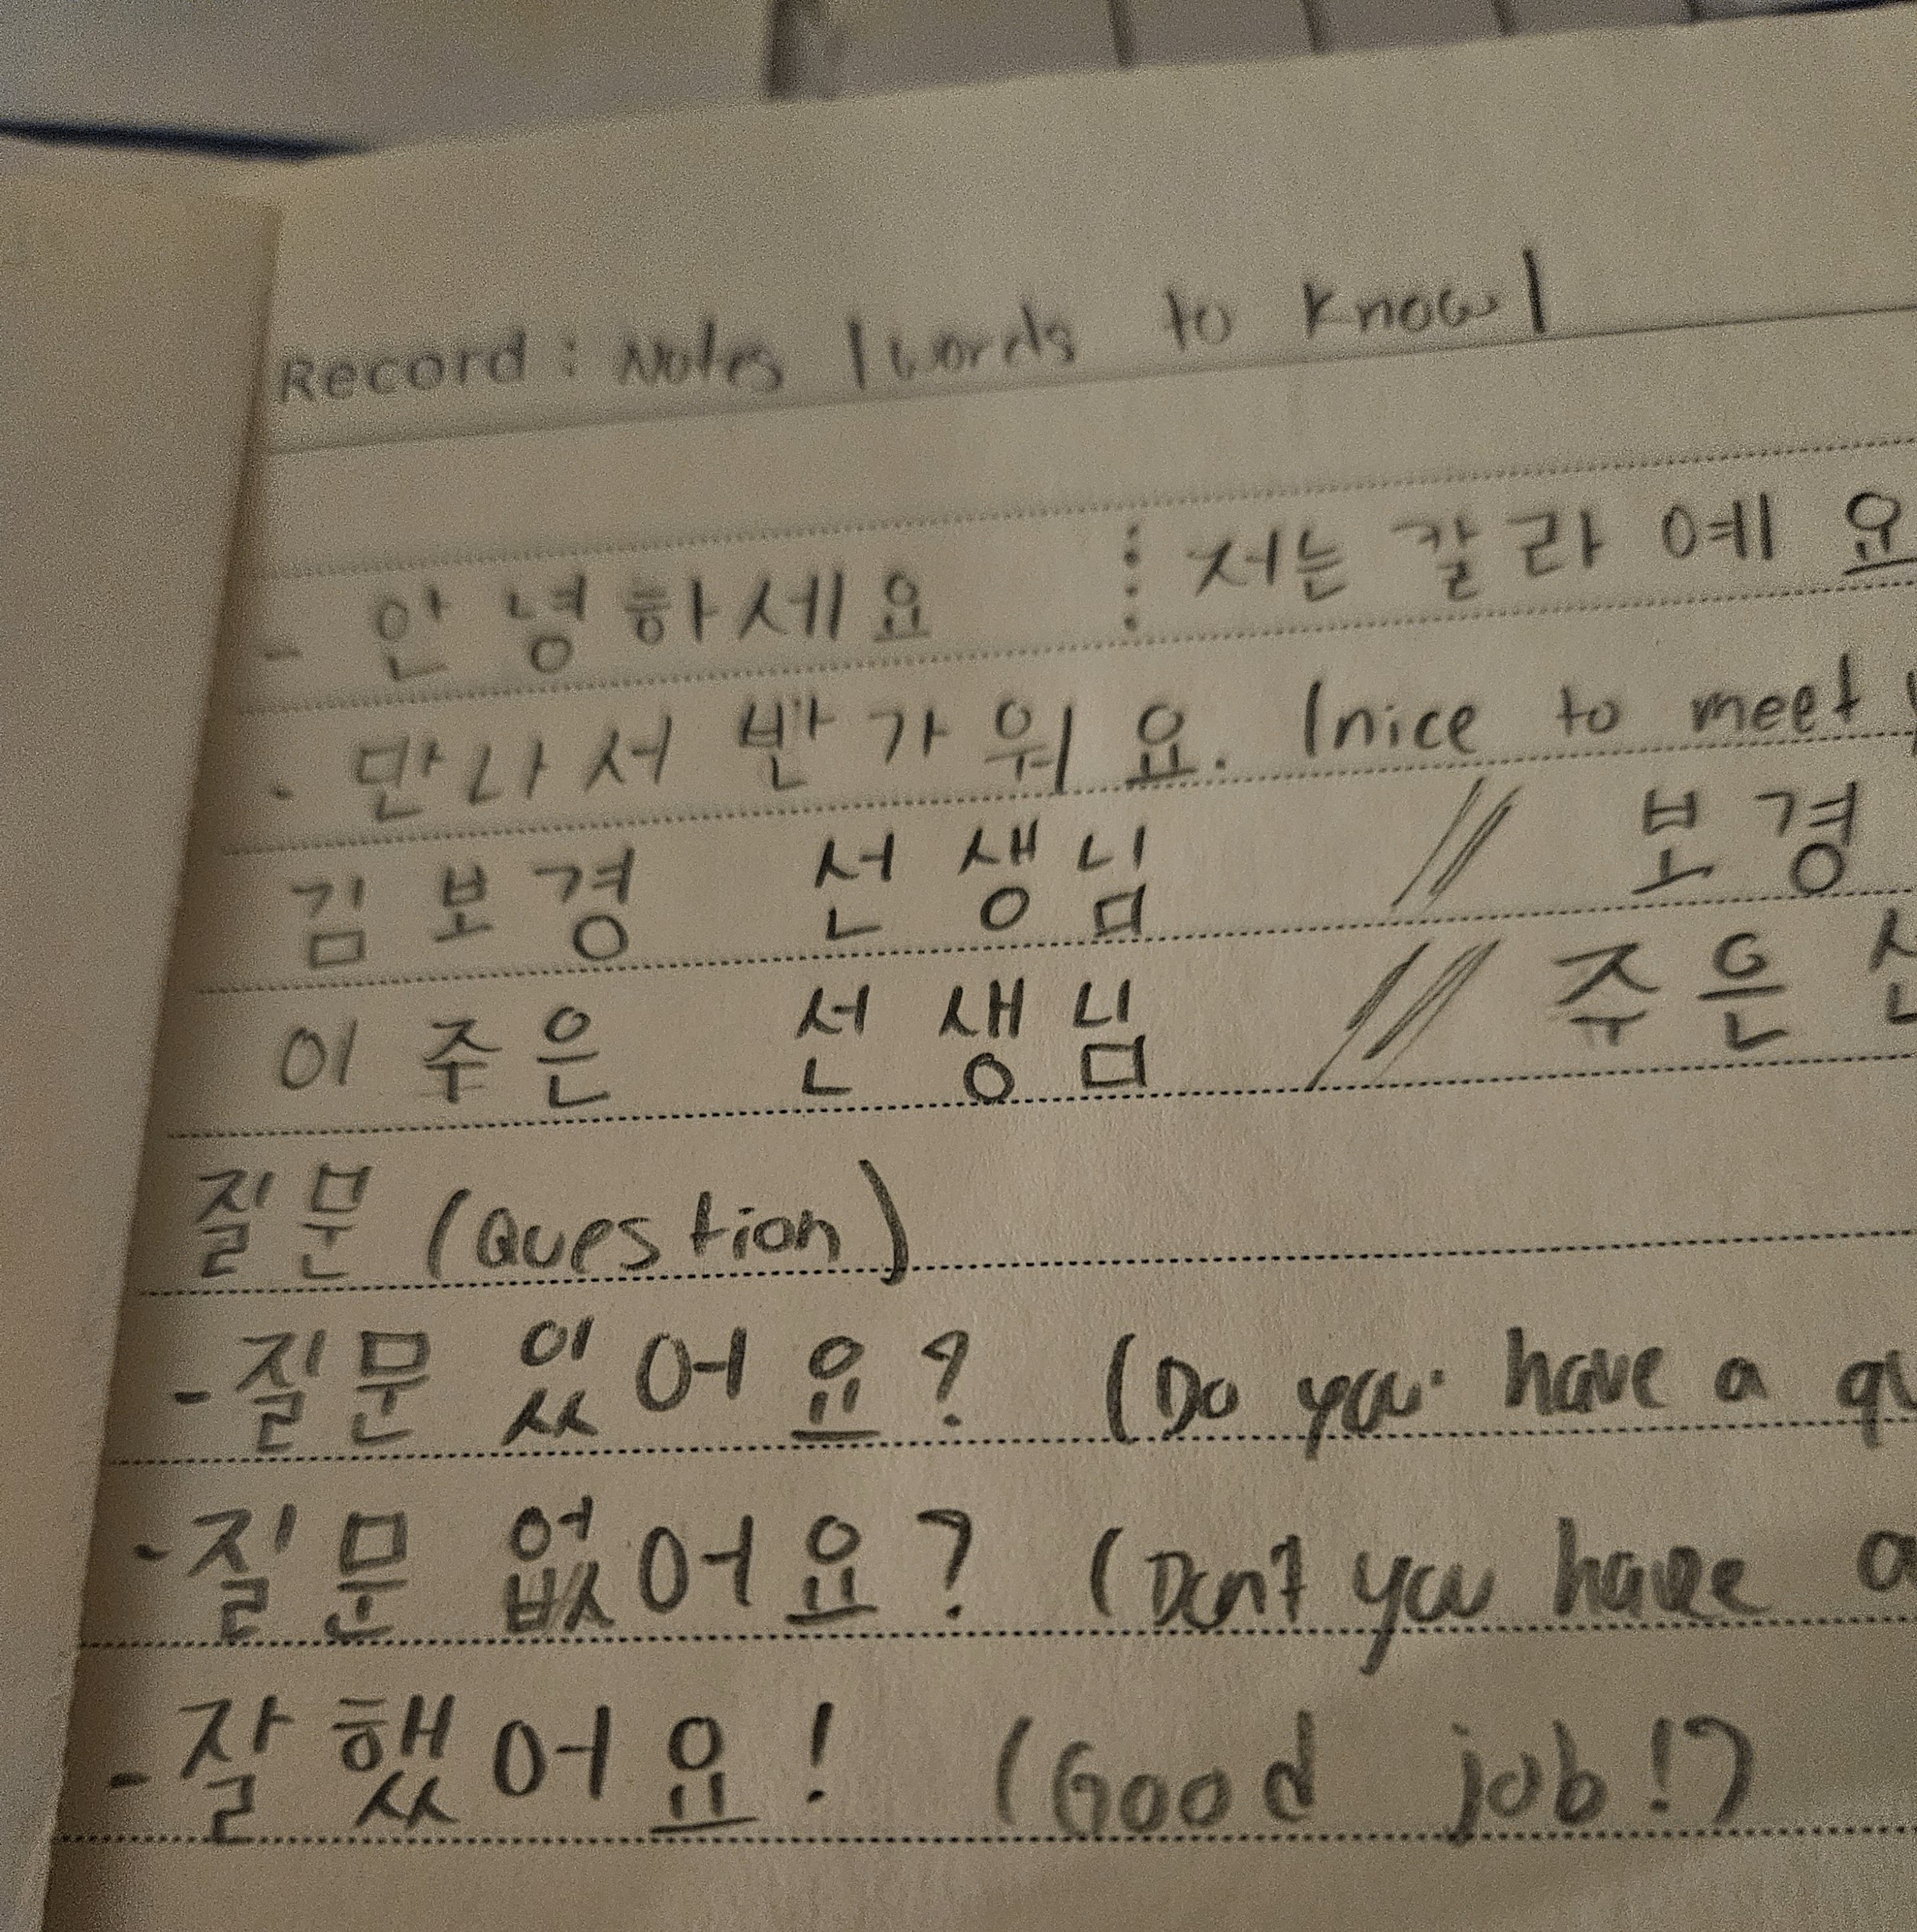 Record: Notes (words to know)
- 안녕하세요 ⋮ 저는 갈라예요
- 만나서 반가워요. (nice to meet
김보경 선생님 // 보경
이주은 선생님 // 쥬은
질문 (Question)
- 질문 있어요? (Do you have a qu
- 질문 없어요? (Don't you have a
- 잘했어요! (Good job!)